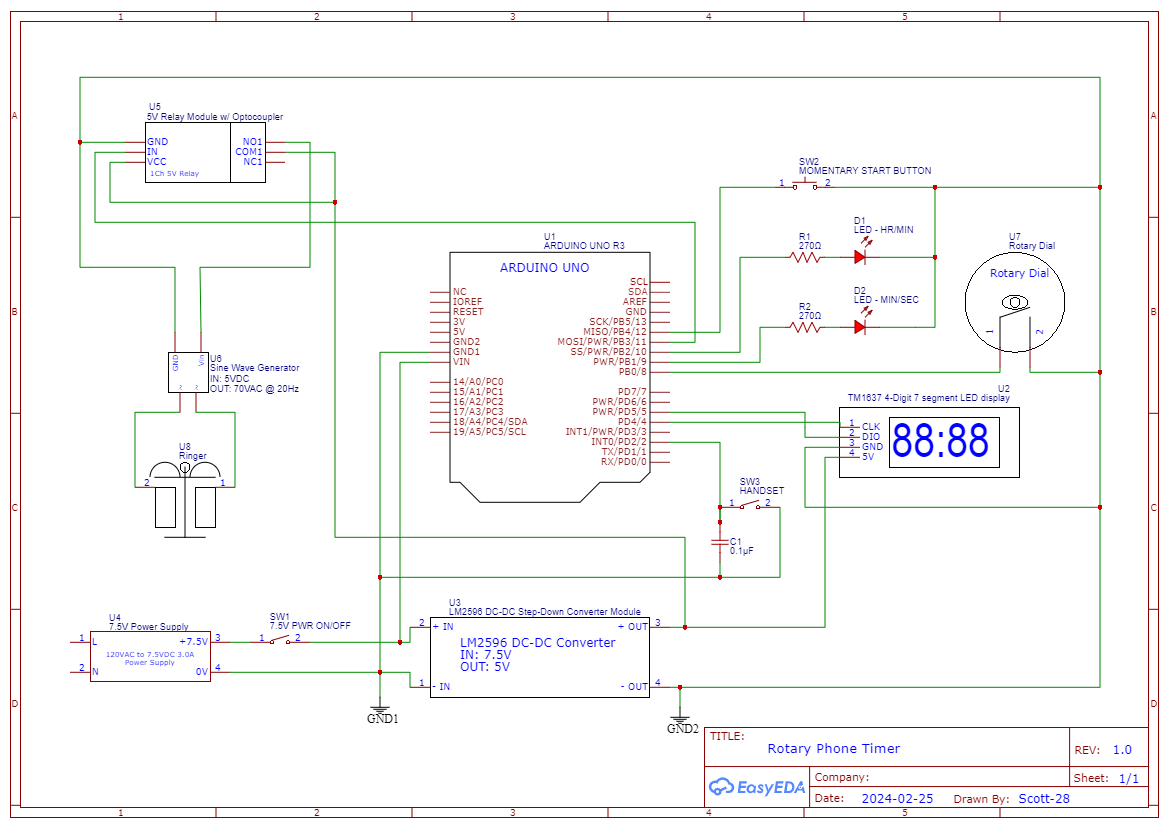 1 2 3 4 5
A A
B B
C C
D D
U5
5V Relay Module w/ Optocoupler
GND NO1
IN COM1
VCC NC1
1Ch 5V Relay
SW2
MOMENTARY START BUTTON
1 2
D1
LED - HR/MIN
R1
270Ω
D2
LED - MIN/SEC
R2
270Ω
U7
Rotary Dial
Rotary Dial
1 2
U1
ARDUINO UNO R3
ARDUINO UNO
NC
IOREF
RESET
3V
5V
GND2
GND1
VIN
14/A0/PC0
15/A1/PC1
16/A2/PC2
17/A3/PC3
18/A4/PC4/SDA
19/A5/PC5/SCL
SCL
SDA
AREF
GND
SCK/PB5/13
MISO/PB4/12
MOSI/PWR/PB3/11
SS/PWR/PB2/10
PWR/PB1/9
PB0/8
PD7/7
PWR/PD6/6
PWR/PD5/5
PD4/4
INT1/PWR/PD3/3
INT0/PD2/2
TX/PD1/1
RX/PD0/0
GND Vin
~ ~
U6
Sine Wave Generator
IN: 5VDC
OUT: 70VAC @ 20Hz
U8
Ringer
2 1
U2
TM1637 4-Digit 7 segment LED display
1 CLK
2 DIO
3 GND
4 5V
88:88
SW3
HANDSET
1 2
C1
0.1µF
U4
7.5V Power Supply
1 L +7.5V 3
120VAC to 7.5VDC 3.0A
Power Supply
2 N 0V 4
SW1
7.5V PWR ON/OFF
1 2
U3
LM2596 DC-DC Step-Down Converter Module
2 + IN + OUT 3
LM2596 DC-DC Converter
IN: 7.5V
OUT: 5V
1 - IN - OUT 4
GND1
GND2
TITLE:
Rotary Phone Timer
REV: 1.0
EasyEDA
Company:
Sheet: 1/1
Date: 2024-02-25 Drawn By: Scott-28
1 2 3 4 5